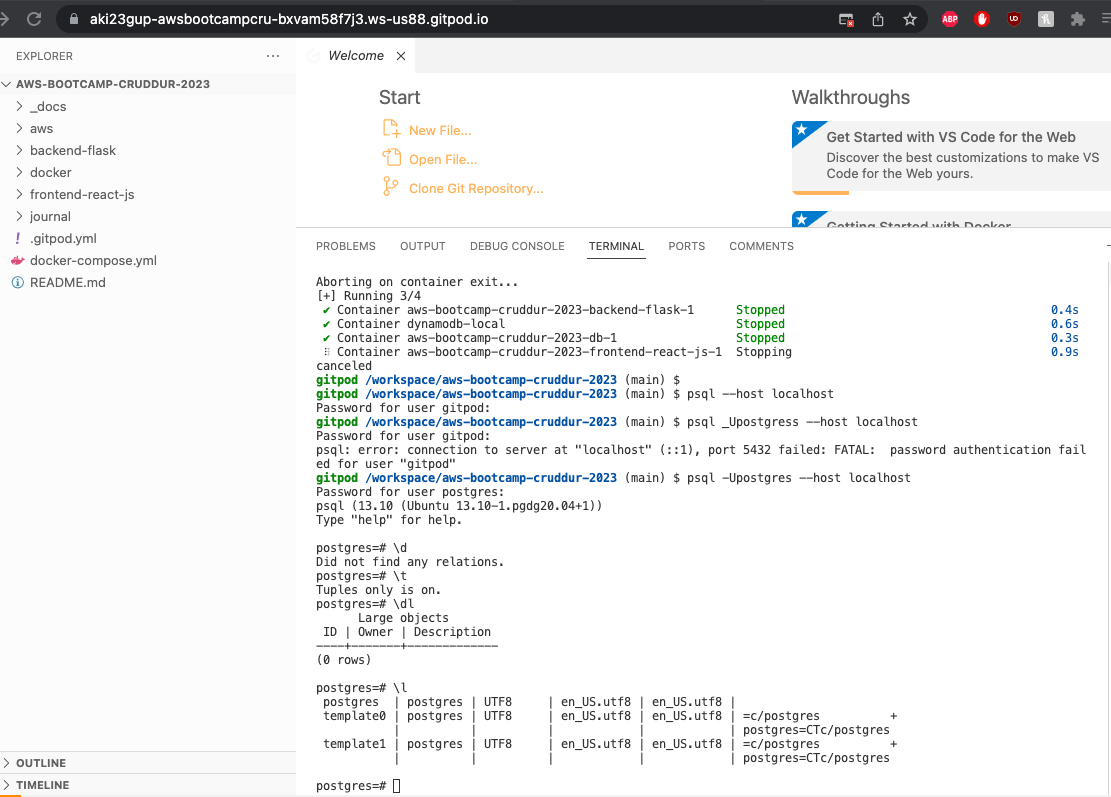 aki23gup-awsbootcampcru-bxvam58f7j3.ws-us88.gitpod.io
ABP
UD
EXPLORER
Welcome
AWS-BOOTCAMP-CRUDDUR-2023
_docs
aws
backend-flask
docker
frontend-react-js
journal
.gitpod.yml
docker-compose.yml
README.md
OUTLINE
TIMELINE
Start
New File...
Open File...
Clone Git Repository...
Walkthroughs
Get Started with VS Code for the Web
Discover the best customizations to make VS
Code for the Web yours.
Getting Started with Docker
PROBLEMS OUTPUT DEBUG CONSOLE TERMINAL PORTS COMMENTS
Aborting on container exit...
[+] Running 3/4
✔ Container aws-bootcamp-cruddur-2023-backend-flask-1 Stopped 0.4s
✔ Container dynamodb-local Stopped 0.6s
✔ Container aws-bootcamp-cruddur-2023-db-1 Stopped 0.3s
⠿ Container aws-bootcamp-cruddur-2023-frontend-react-js-1 Stopping 0.9s
canceled
gitpod /workspace/aws-bootcamp-cruddur-2023 (main) $
gitpod /workspace/aws-bootcamp-cruddur-2023 (main) $ psql --host localhost
Password for user gitpod:
gitpod /workspace/aws-bootcamp-cruddur-2023 (main) $ psql _Upostgress --host localhost
Password for user gitpod:
psql: error: connection to server at "localhost" (::1), port 5432 failed: FATAL:  password authentication fail
ed for user "gitpod"
gitpod /workspace/aws-bootcamp-cruddur-2023 (main) $ psql -Upostgres --host localhost
Password for user postgres:
psql (13.10 (Ubuntu 13.10-1.pgdg20.04+1))
Type "help" for help.
postgres=# \d
Did not find any relations.
postgres=# \t
Tuples only is on.
postgres=# \dl
Large objects
ID | Owner | Description
----+-------+-------------
(0 rows)
postgres=# \l
postgres | postgres | UTF8 | en_US.utf8 | en_US.utf8 |
template0 | postgres | UTF8 | en_US.utf8 | en_US.utf8 | =c/postgres +
| | | | | postgres=CTc/postgres
template1 | postgres | UTF8 | en_US.utf8 | en_US.utf8 | =c/postgres +
| | | | | postgres=CTc/postgres
postgres=#